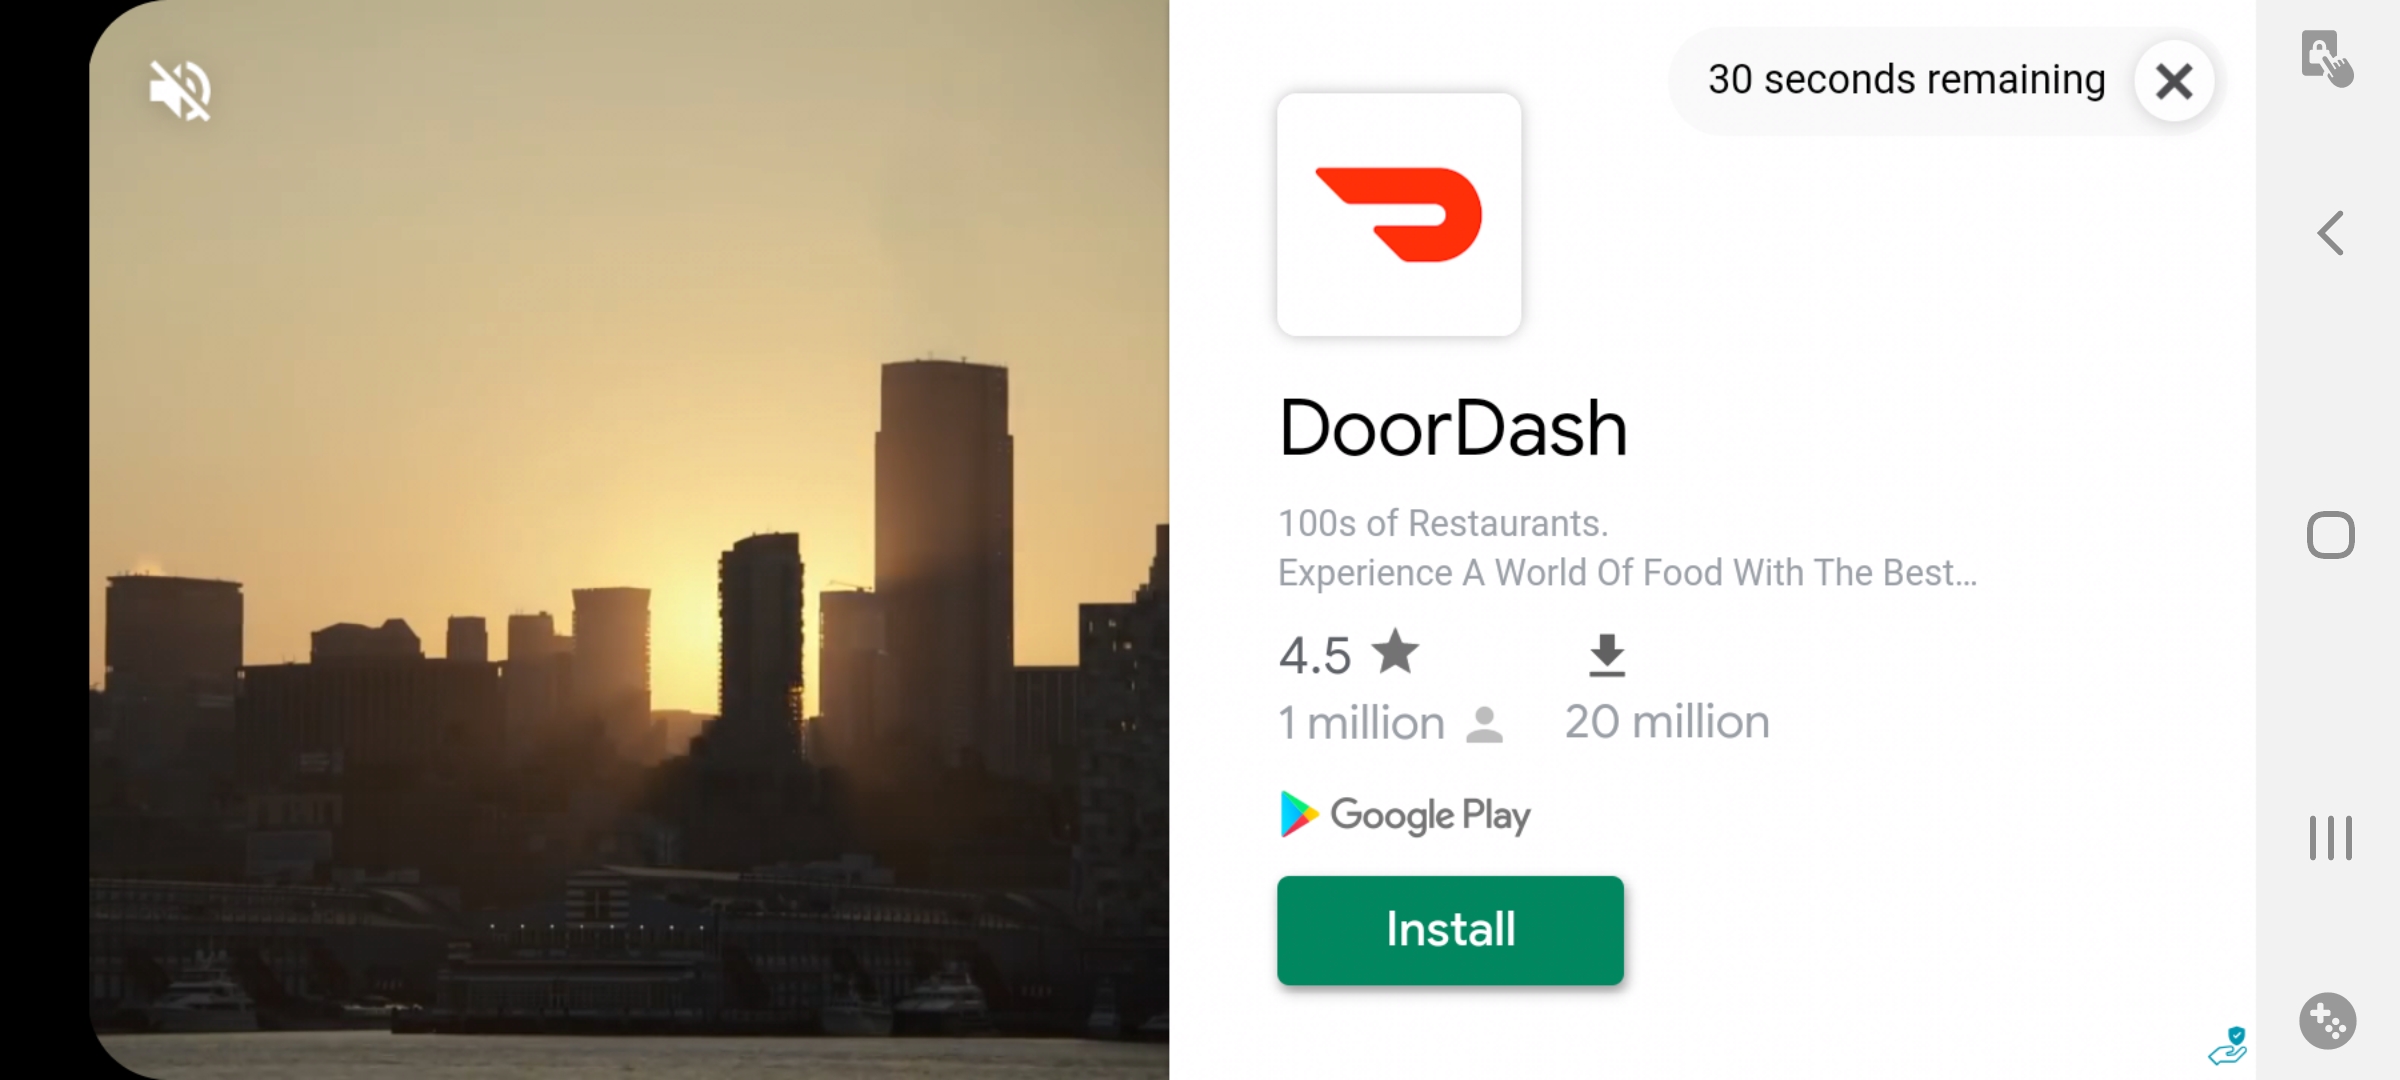 30 seconds remaining
DoorDash
100s of Restaurants.
Experience A World Of Food With The Best...
4.5
1 million
20 million
Google Play
Install